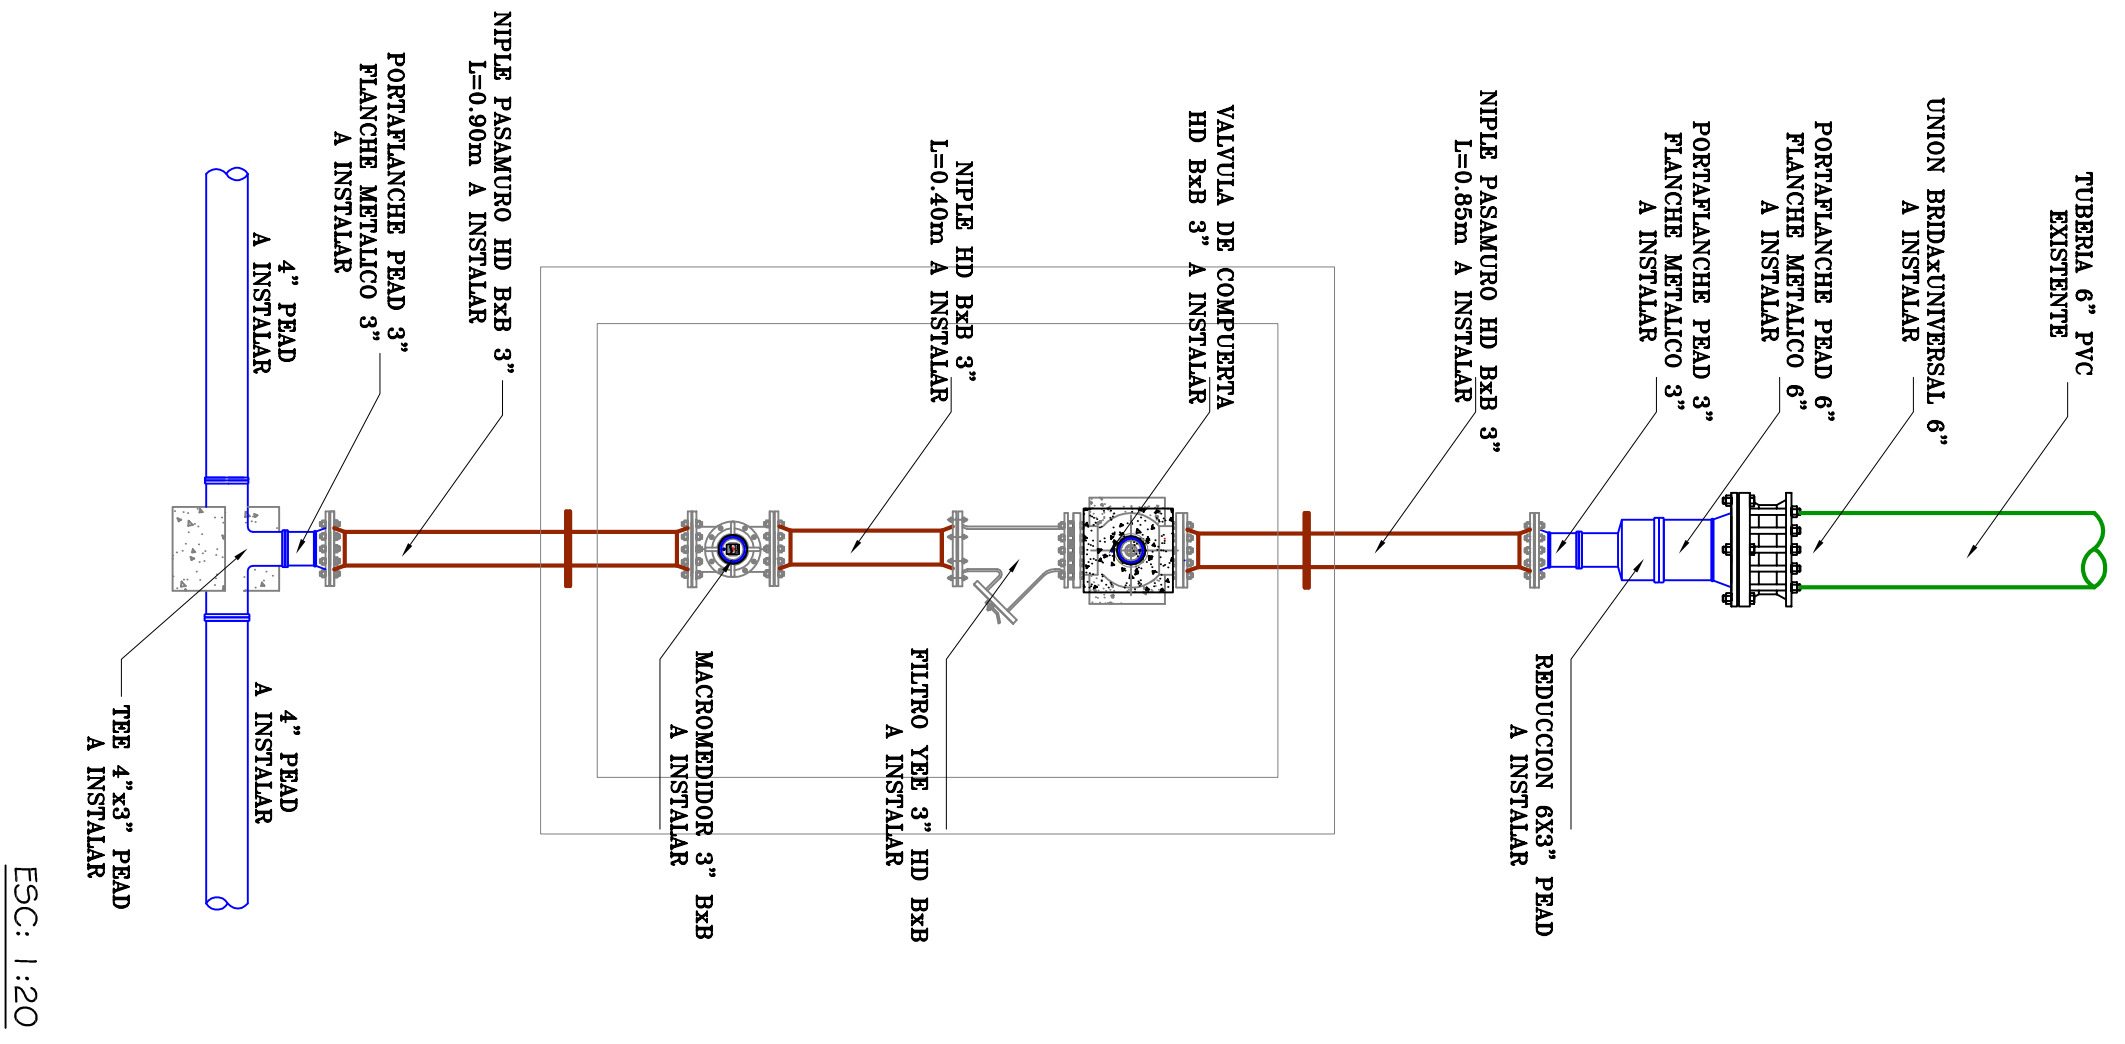 TUBERIA 6" PVC
EXISTENTE
UNION BRIDAxUNIVERSAL 6"
A INSTALAR
PORTAFLANCHE PEAD 6"
FLANCHE METALICO 6"
A INSTALAR
PORTAFLANCHE PEAD 3"
FLANCHE METALICO 3"
A INSTALAR
NIPLE PASAMURO HD BxB 3"
L=0.85m A INSTALAR
VALVULA DE COMPUERTA
HD BxB 3" A INSTALAR
NIPLE HD BxB 3"
L=0.40m A INSTALAR
NIPLE PASAMURO HD BxB 3"
L=0.90m A INSTALAR
PORTAFLANCHE PEAD 3"
FLANCHE METALICO 3"
A INSTALAR
4" PEAD
A INSTALAR
REDUCCION 6X3" PEAD
A INSTALAR
FILTRO YEE 3" HD BxB
A INSTALAR
MACROMEDIDOR 3" BxB
A INSTALAR
4" PEAD
A INSTALAR
TEE 4"x3" PEAD
A INSTALAR
ESC: 1:20